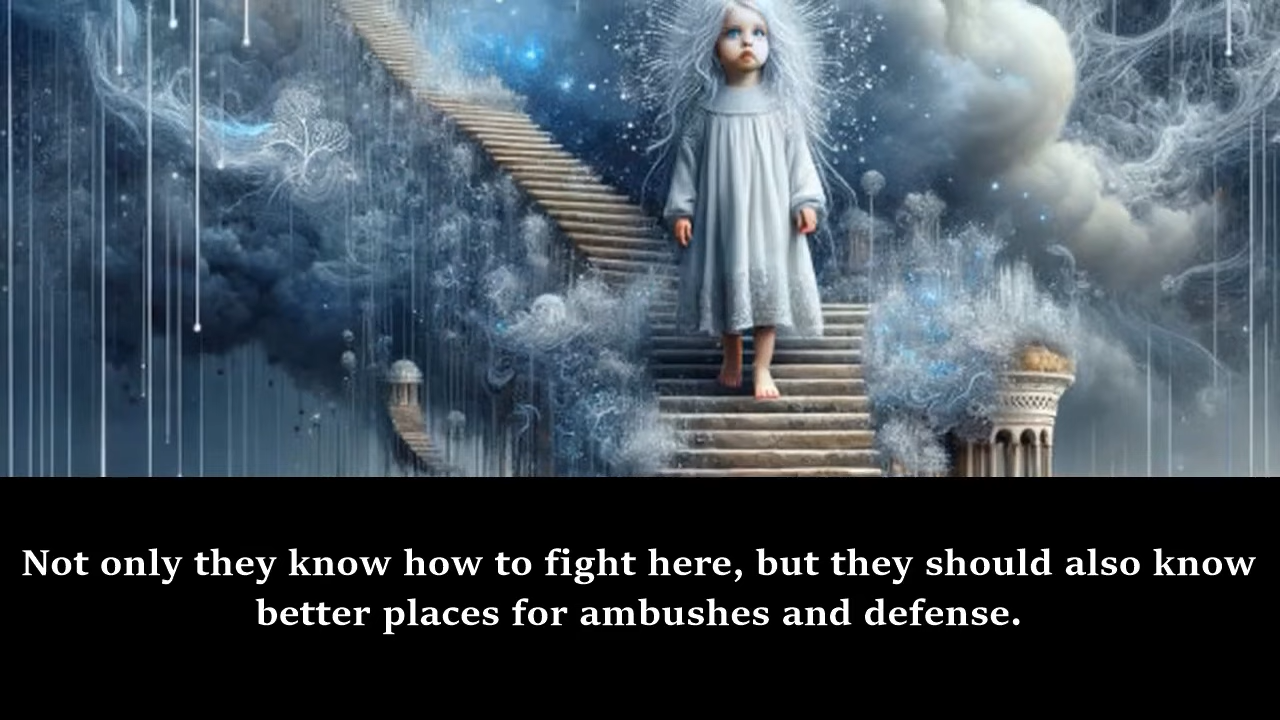 Not only they know how to fight here, but they should also know
better places for ambushes and defense.